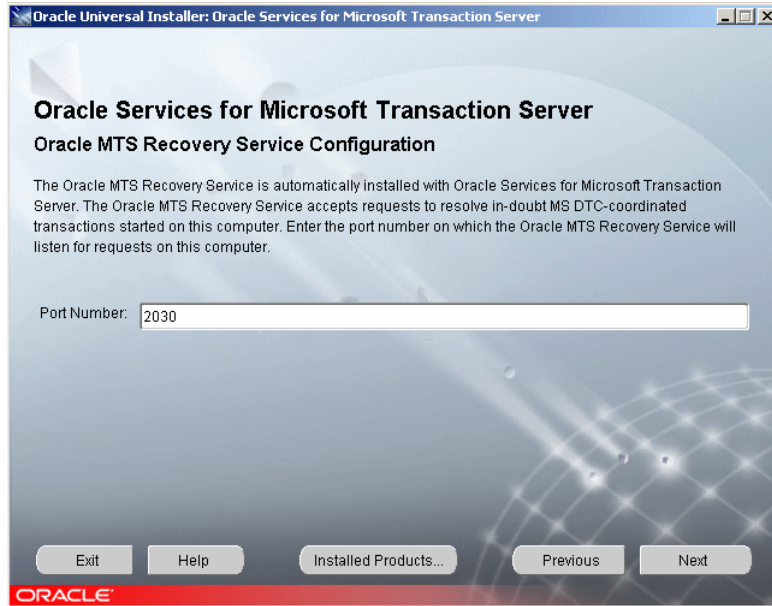 Oracle Universal Installer: Oracle Services for Microsoft Transaction Server
Oracle Services for Microsoft Transaction Server
Oracle MTS Recovery Service Configuration
The Oracle MTS Recovery Service is automatically installed with Oracle Services for Microsoft Transaction
Server. The Oracle MTS Recovery Service accepts requests to resolve in-doubt MS DTC-coordinated
transactions started on this computer. Enter the port number on which the Oracle MTS Recovery Service will
listen for requests on this computer.
Port Number: 2030
Exit Help Installed Products... Previous Next
ORACLE